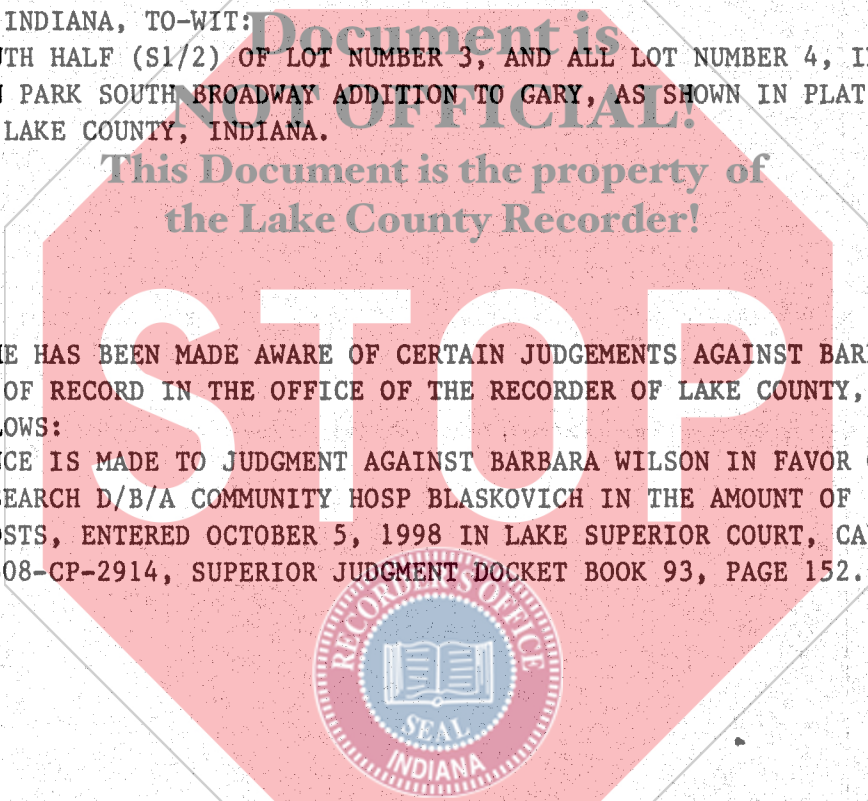 INDIANA, TO-WIT:
Document is
UTH HALF (S1/2) OF LOT NUMBER 3, AND ALL LOT NUMBER 4, I
PARK SOUTH BROADWAY ADDITION TO GARY, AS SHOWN IN PLAT
NOT OFFICIAL!
LAKE COUNTY, INDIANA.
This Document is the property of
the Lake County Recorder!
STOP
HAS BEEN MADE AWARE OF CERTAIN JUDGEMENTS AGAINST BAR
OF RECORD IN THE OFFICE OF THE RECORDER OF LAKE COUNTY,
LOWS:
NCE IS MADE TO JUDGMENT AGAINST BARBARA WILSON IN FAVOR
SEARCH D/B/A COMMUNITY HOSP BLASKOVICH IN THE AMOUNT OF
OSTS, ENTERED OCTOBER 5, 1998 IN LAKE SUPERIOR COURT, CA
08-CP-2914, SUPERIOR JUDGMENT DOCKET BOOK 93, PAGE 152.
RECORDER'S OFFICE
SEAL
INDIANA